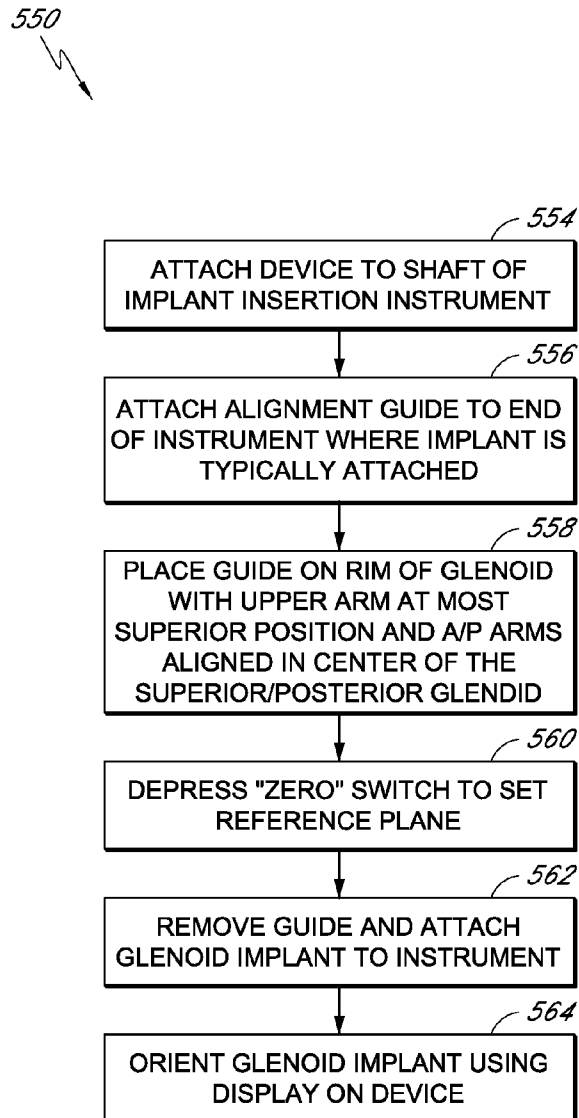 550
554
ATTACH DEVICE TO SHAFT OF
IMPLANT INSERTION INSTRUMENT
556
ATTACH ALIGNMENT GUIDE TO END
OF INSTRUMENT WHERE IMPLANT IS
TYPICALLY ATTACHED
558
PLACE GUIDE ON RIM OF GLENOID
WITH UPPER ARM AT MOST
SUPERIOR POSITION AND A/P ARMS
ALIGNED IN CENTER OF THE
SUPERIOR/POSTERIOR GLENDID
560
DEPRESS "ZERO" SWITCH TO SET
REFERENCE PLANE
562
REMOVE GUIDE AND ATTACH
GLENOID IMPLANT TO INSTRUMENT
564
ORIENT GLENOID IMPLANT USING
DISPLAY ON DEVICE